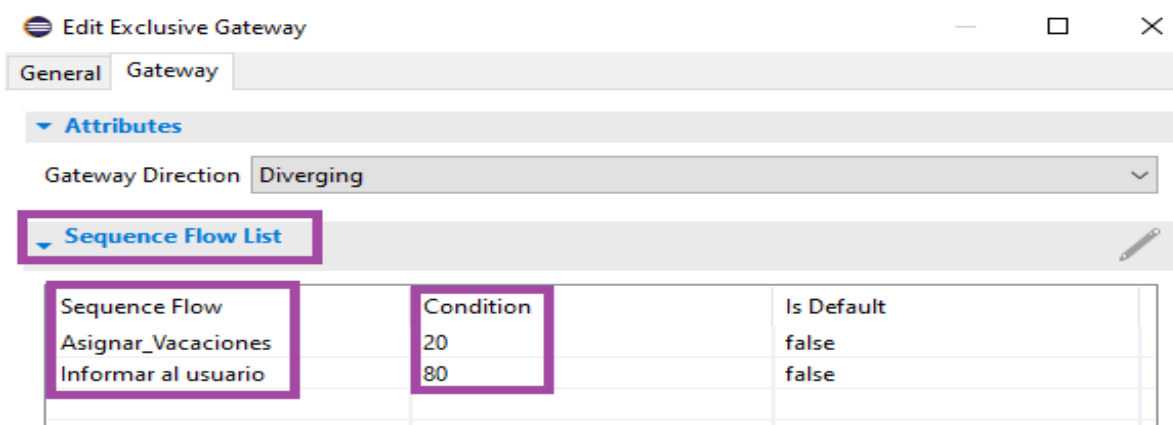 Edit Exclusive Gateway
General Gateway
Attributes
Gateway Direction Diverging
Sequence Flow List
Sequence Flow Condition Is Default
Asignar_Vacaciones 20 false
Informar al usuario 80 false